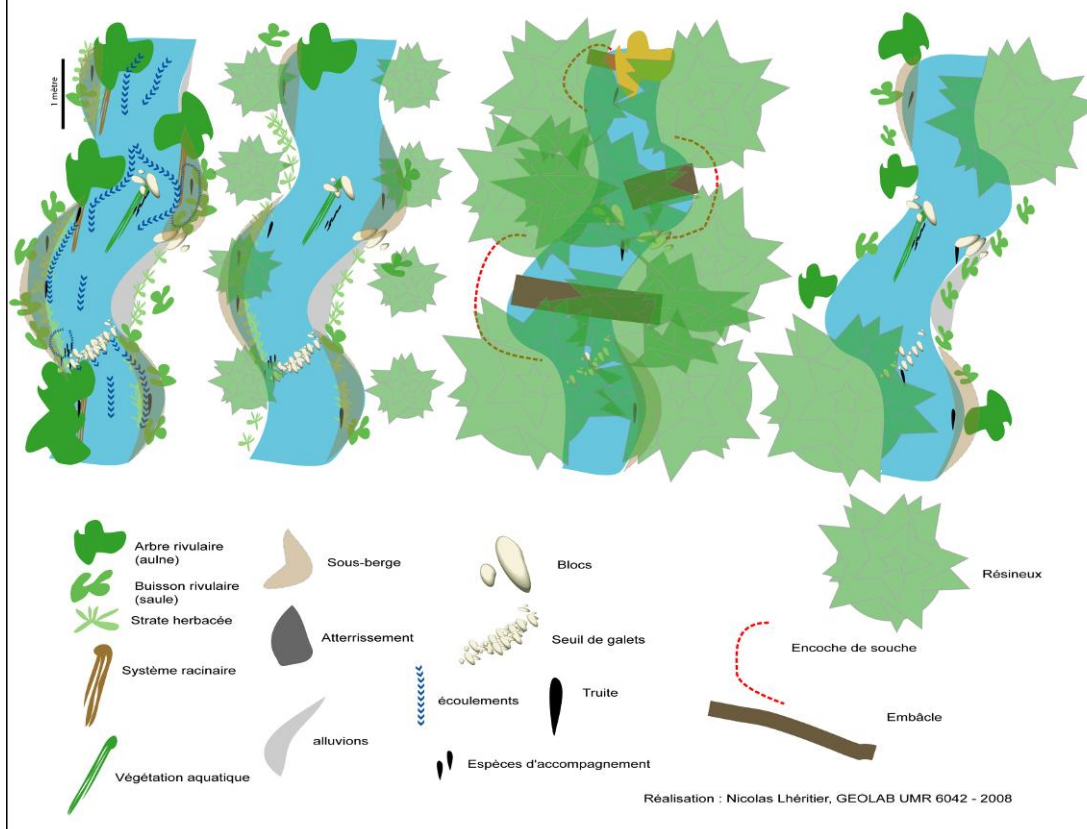 1 mètre
Arbre rivulaire
(aulne)
Buisson rivulaire
(saule)
Strate herbacée
Système racinaire
Végétation aquatique
Sous-berge
Atterrissement
alluvions
écoulements
Blocs
Seuil de galets
Truite
Espèces d'accompagnement
Résineux
Encoche de souche
Embâcle
Réalisation : Nicolas Lhéritier, GEOLAB UMR 6042 - 2008